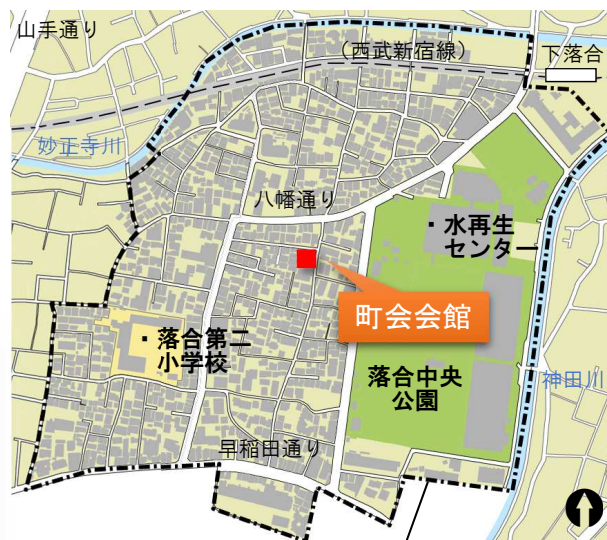 山手通り
（西武新宿線）
下落合
妙正寺川
八幡通り
水再生
センター
町会会館
落合第二
小学校
落合中央
公園
神田川
早稲田通り